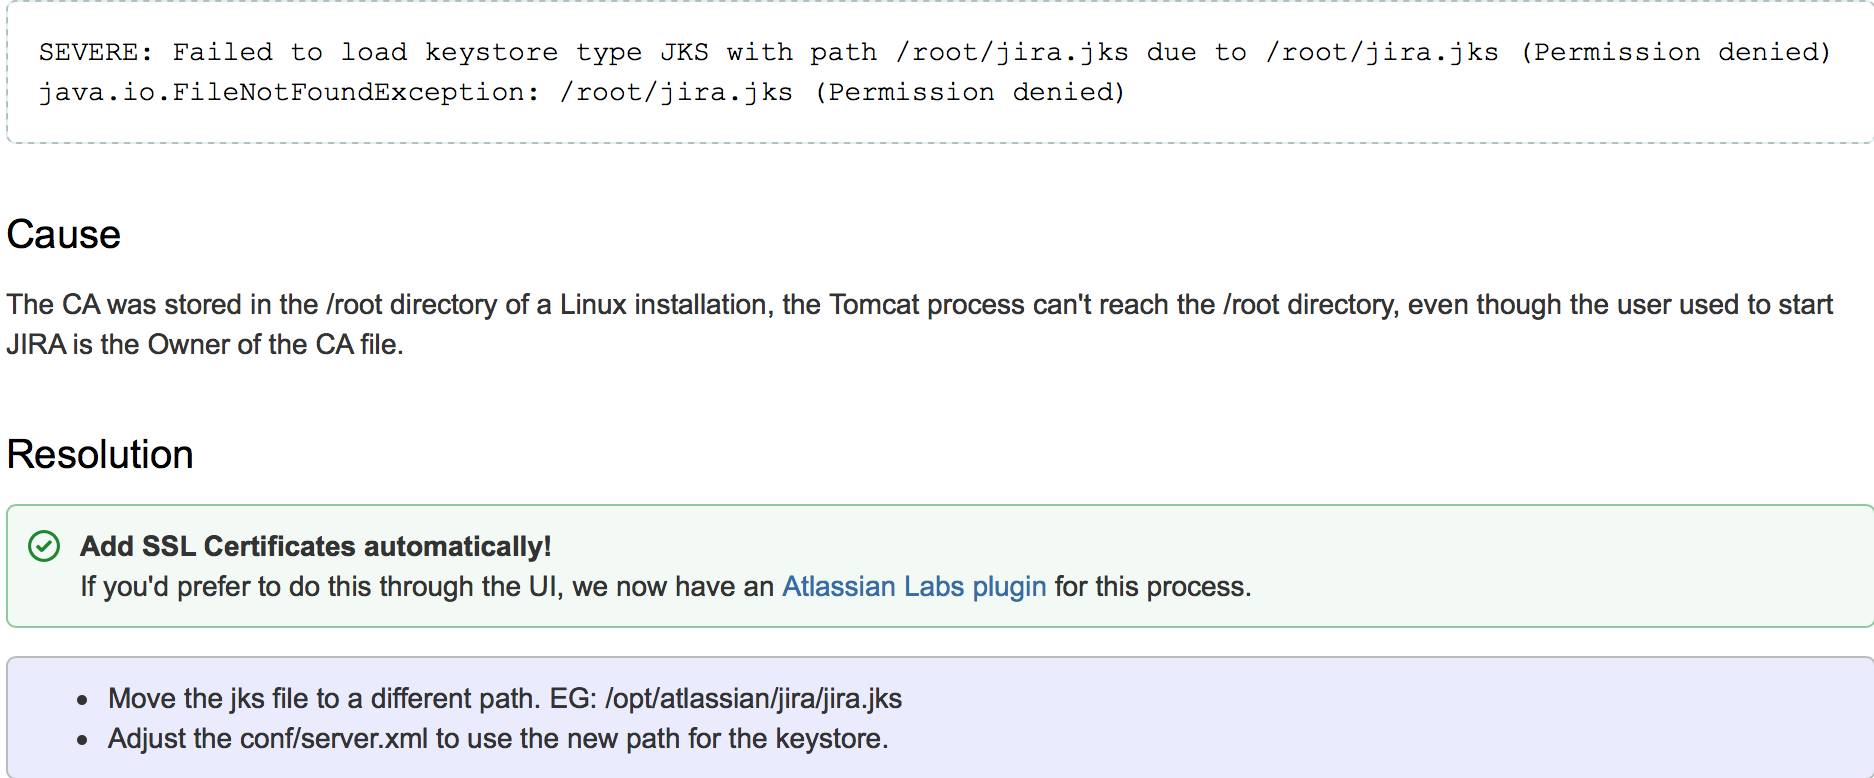 SEVERE: Failed to load keystore type JKS with path /root/jira.jks due to /root/jira.jks (Permission denied)
java.io.FileNotFoundException: /root/jira.jks (Permission denied)
Cause
The CA was stored in the /root directory of a Linux installation, the Tomcat process can't reach the /root directory, even though the user used to start
JIRA is the Owner of the CA file.
Resolution
Add SSL Certificates automatically!
If you'd prefer to do this through the UI, we now have an Atlassian Labs plugin for this process.
• Move the jks file to a different path. EG: /opt/atlassian/jira/jira.jks
• Adjust the conf/server.xml to use the new path for the keystore.